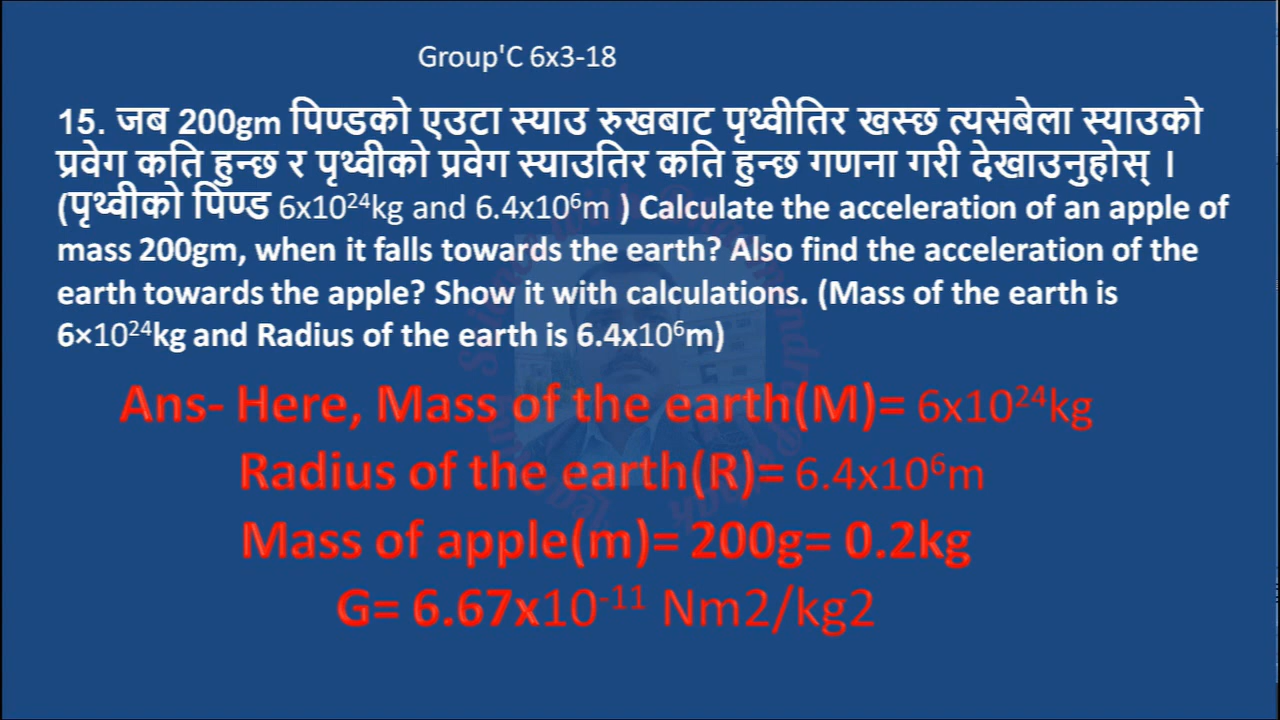 Group'C 6x3-18
15. जब 200gm पिण्डको एउटा स्याउ रुखबाट पृथ्वीतिर खस्छ त्यसबेला स्याउको
प्रवेग कति हुन्छ र पृथ्वीको प्रवेग स्याउतिर कति हुन्छ गणना गरी देखाउनुहोस् ।
(पृथ्वीको पिण्ड 6x10²⁴kg and 6.4x10⁶m ) Calculate the acceleration of an apple of
mass 200gm, when it falls towards the earth? Also find the acceleration of the
earth towards the apple? Show it with calculations. (Mass of the earth is
6×10²⁴kg and Radius of the earth is 6.4x10⁶m)
Ans- Here, Mass of the earth(M)= 6x10²⁴kg
Radius of the earth(R)= 6.4x10⁶m
Mass of apple(m)= 200g= 0.2kg
G= 6.67x10⁻¹¹ Nm2/kg2